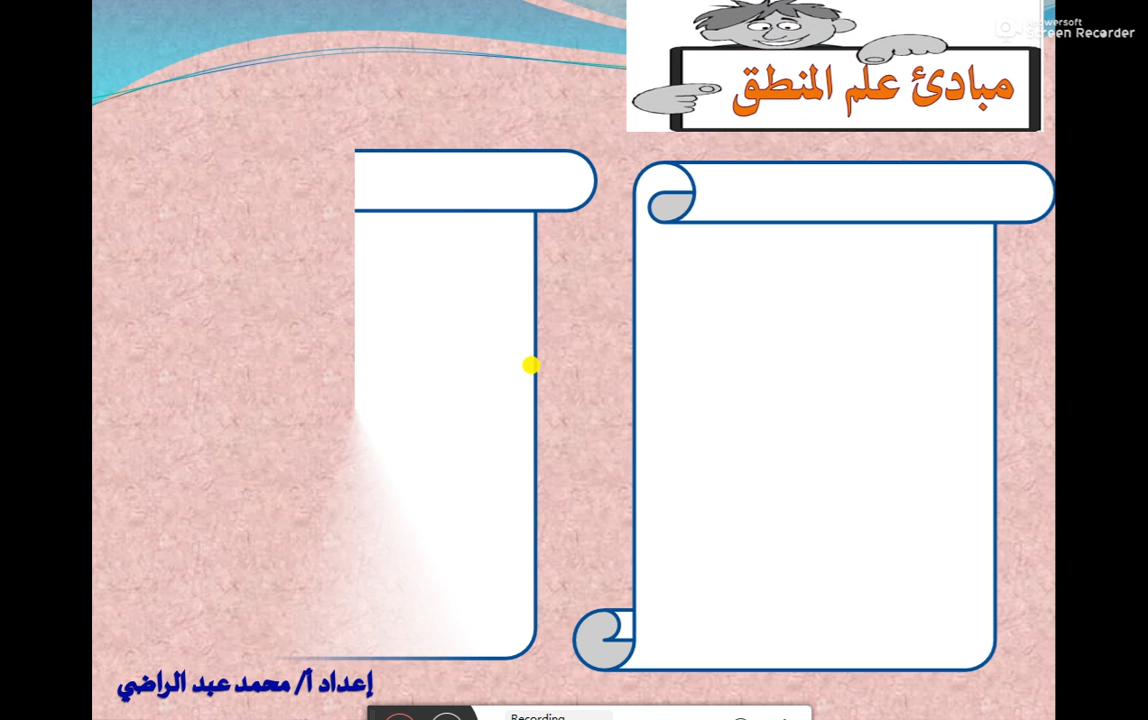 Apowersoft
Screen Recorder
مبادئ علم المنطق
إعداد أ/ محمد عبد الراضي
Recording